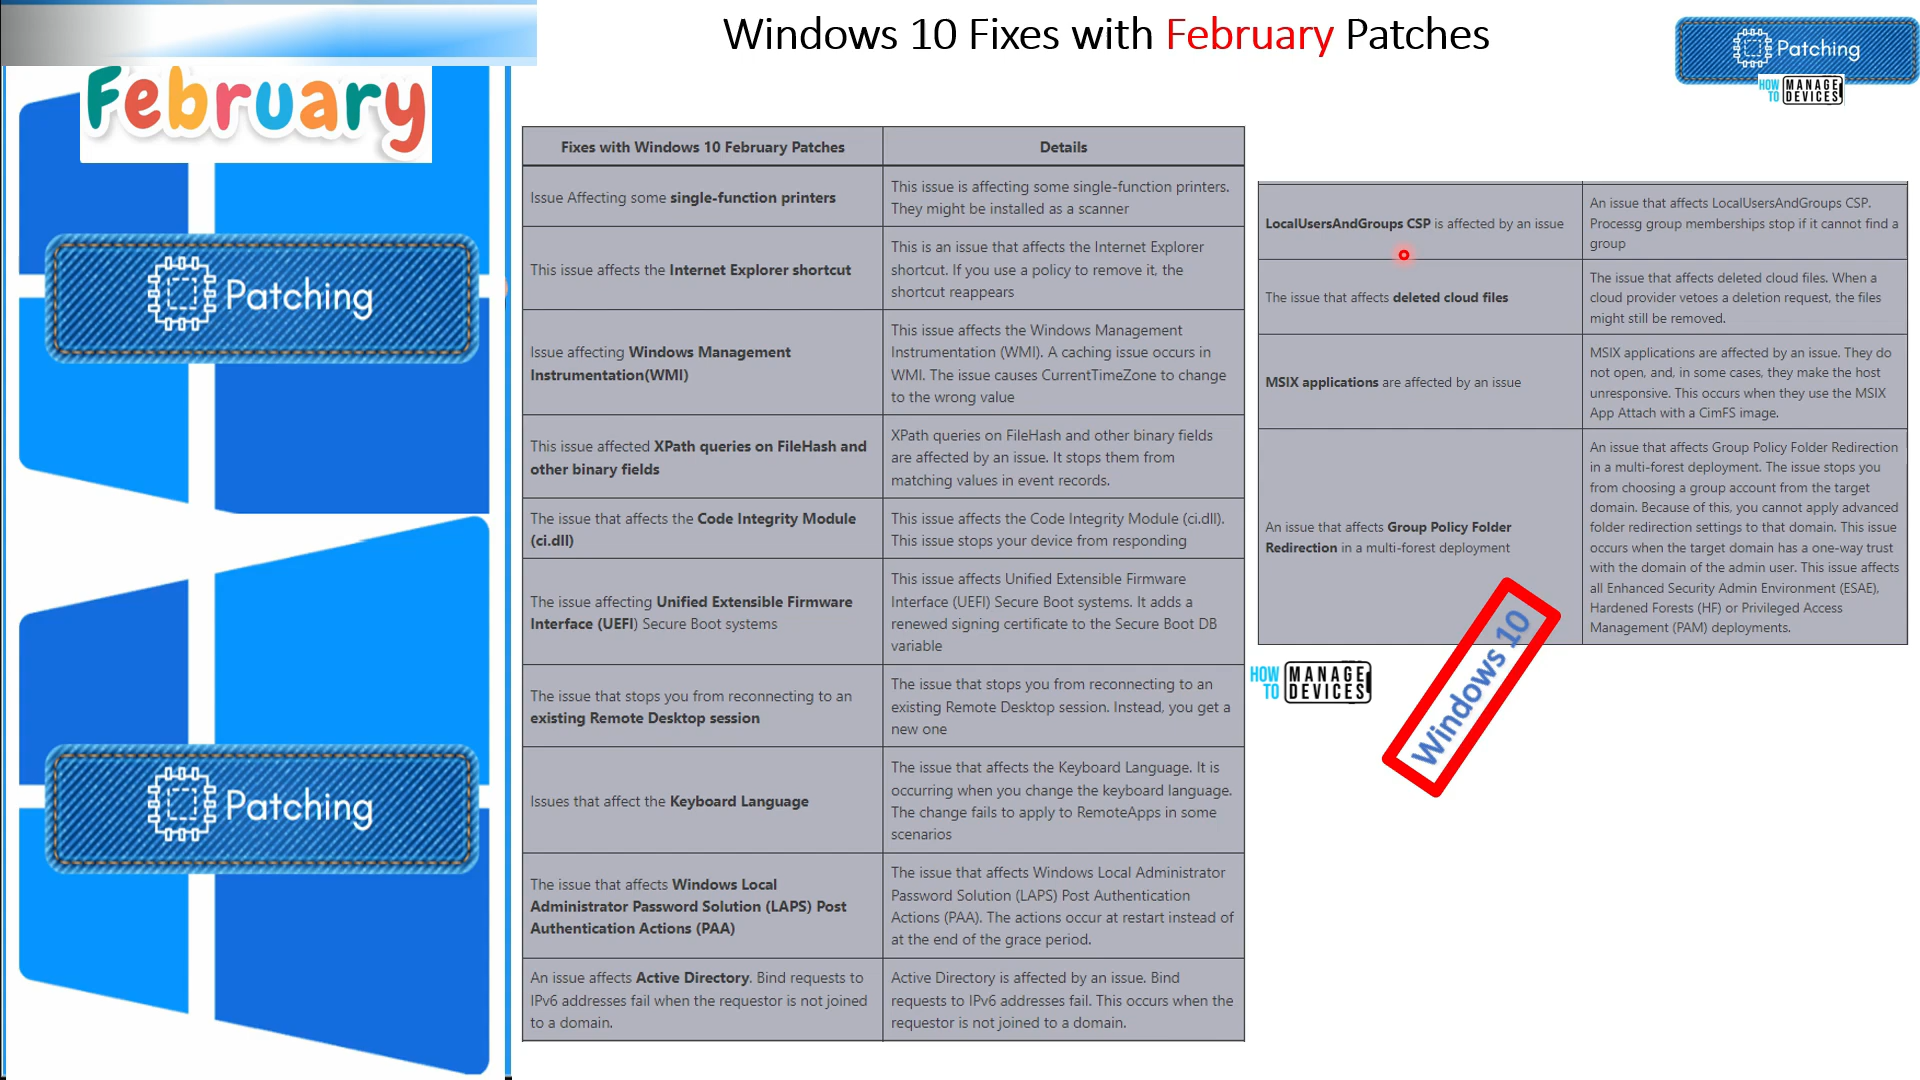 Windows 10 Fixes with February Patches
Patching
HOW TO MANAGE DEVICES
February
Patching
Patching
Fixes with Windows 10 February Patches
Details
Issue Affecting some single-function printers
This issue is affecting some single-function printers.
They might be installed as a scanner
This issue affects the Internet Explorer shortcut
This is an issue that affects the Internet Explorer
shortcut. If you use a policy to remove it, the
shortcut reappears
Issue affecting Windows Management
Instrumentation(WMI)
This issue affects the Windows Management
Instrumentation (WMI). A caching issue occurs in
WMI. The issue causes CurrentTimeZone to change
to the wrong value
This issue affected XPath queries on FileHash and
other binary fields
XPath queries on FileHash and other binary fields
are affected by an issue. It stops them from
matching values in event records.
The issue that affects the Code Integrity Module
(ci.dll)
This issue affects the Code Integrity Module (ci.dll).
This issue stops your device from responding
The issue affecting Unified Extensible Firmware
Interface (UEFI) Secure Boot systems
This issue affects Unified Extensible Firmware
Interface (UEFI) Secure Boot systems. It adds a
renewed signing certificate to the Secure Boot DB
variable
The issue that stops you from reconnecting to an
existing Remote Desktop session
The issue that stops you from reconnecting to an
existing Remote Desktop session. Instead, you get a
new one
Issues that affect the Keyboard Language
The issue that affects the Keyboard Language. It is
occurring when you change the keyboard language.
The change fails to apply to RemoteApps in some
scenarios
The issue that affects Windows Local
Administrator Password Solution (LAPS) Post
Authentication Actions (PAA)
The issue that affects Windows Local Administrator
Password Solution (LAPS) Post Authentication
Actions (PAA). The actions occur at restart instead of
at the end of the grace period.
An issue affects Active Directory. Bind requests to
IPv6 addresses fail when the requestor is not joined
to a domain.
Active Directory is affected by an issue. Bind
requests to IPv6 addresses fail. This occurs when the
requestor is not joined to a domain.
LocalUsersAndGroups CSP is affected by an issue
An issue that affects LocalUsersAndGroups CSP.
Processg group memberships stop if it cannot find a
group
The issue that affects deleted cloud files
The issue that affects deleted cloud files. When a
cloud provider vetoes a deletion request, the files
might still be removed.
MSIX applications are affected by an issue
MSIX applications are affected by an issue. They do
not open, and, in some cases, they make the host
unresponsive. This occurs when they use the MSIX
App Attach with a CimFS image.
An issue that affects Group Policy Folder
Redirection in a multi-forest deployment
An issue that affects Group Policy Folder Redirection
in a multi-forest deployment. The issue stops you
from choosing a group account from the target
domain. Because of this, you cannot apply advanced
folder redirection settings to that domain. This issue
occurs when the target domain has a one-way trust
with the domain of the admin user. This issue affects
all Enhanced Security Admin Environment (ESAE),
Hardened Forests (HF) or Privileged Access
Management (PAM) deployments.
HOW TO MANAGE DEVICES
Windows 10